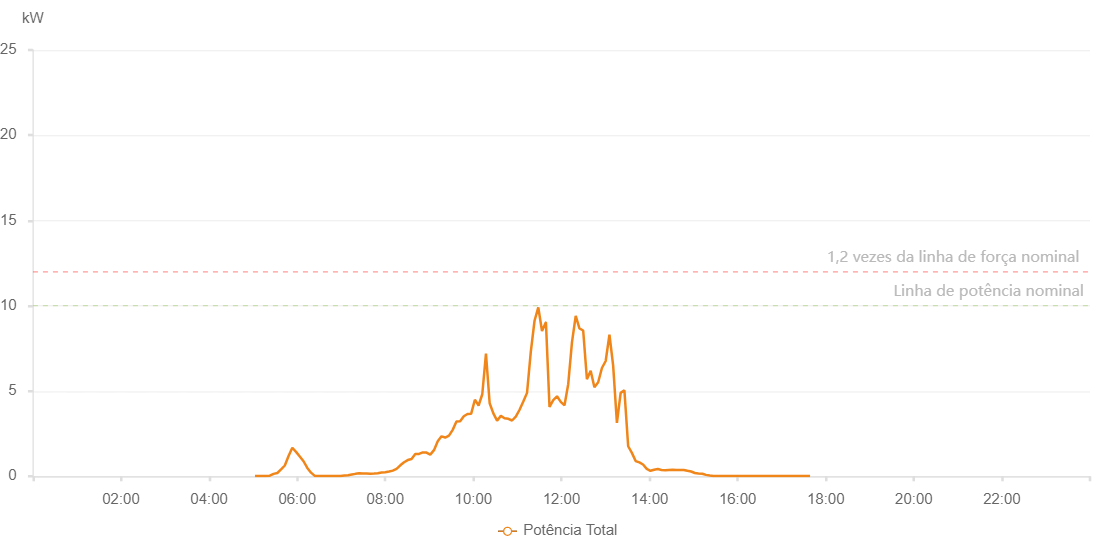 kW
25
20
15
1,2 vezes da linha de força nominal
Linha de potência nominal
10
5
0
02:00 04:00 06:00 08:00 10:00 12:00 14:00 16:00 18:00 20:00 22:00
Potência Total